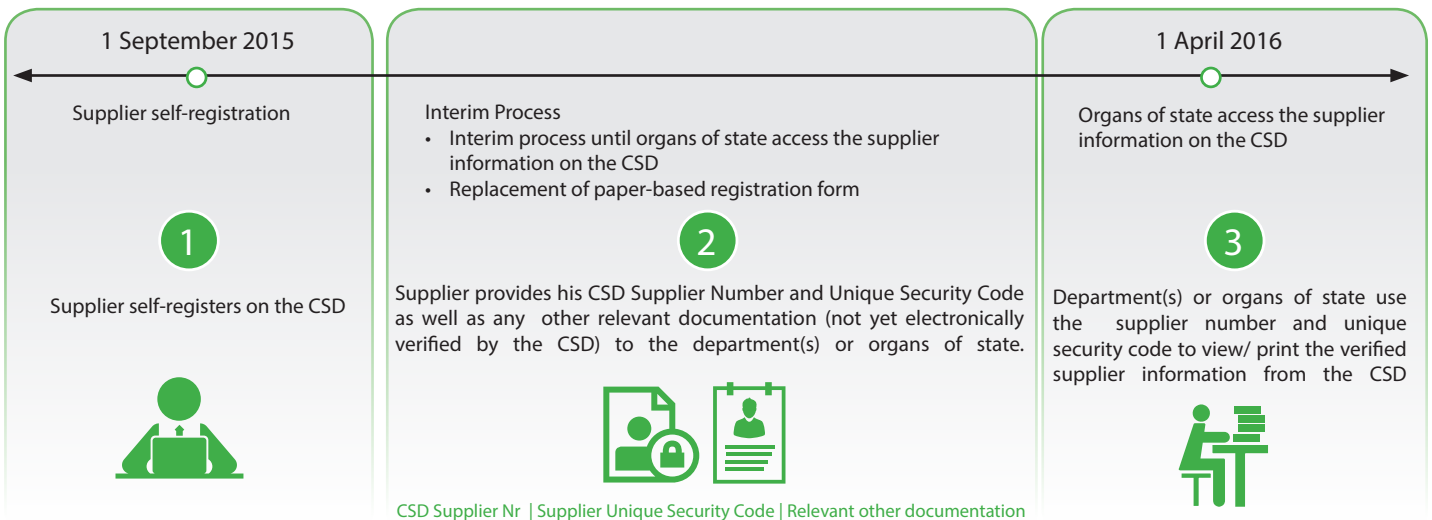 1 September 2015
Supplier self-registration
1
Supplier self-registers on the CSD
Interim Process
• Interim process until organs of state access the supplier
information on the CSD
• Replacement of paper-based registration form
2
Supplier provides his CSD Supplier Number and Unique Security Code
as well as any other relevant documentation (not yet electronically
verified by the CSD) to the department(s) or organs of state.
CSD Supplier Nr | Supplier Unique Security Code | Relevant other documentation
1 April 2016
Organs of state access the supplier
information on the CSD
3
Department(s) or organs of state use
the supplier number and unique
security code to view/ print the verified
supplier information from the CSD